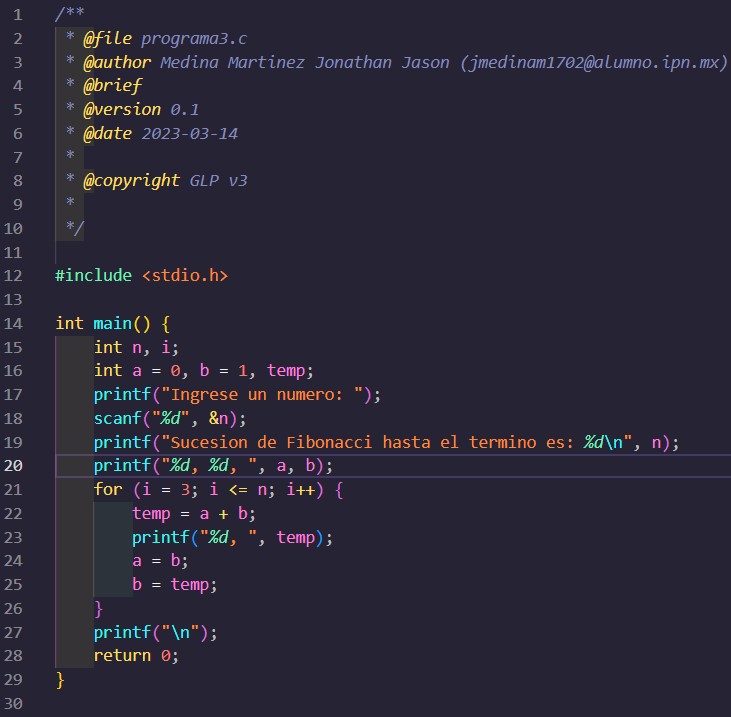 1 /**
2  * @file programa3.c
3  * @author Medina Martinez Jonathan Jason (jmedinam1702@alumno.ipn.mx)
4  * @brief
5  * @version 0.1
6  * @date 2023-03-14
7  *
8  * @copyright GLP v3
9  *
10  */
11
12 #include <stdio.h>
13
14 int main() {
15     int n, i;
16     int a = 0, b = 1, temp;
17     printf("Ingrese un numero: ");
18     scanf("%d", &n);
19     printf("Sucesion de Fibonacci hasta el termino es: %d\n", n);
20     printf("%d, %d, ", a, b);
21     for (i = 3; i <= n; i++) {
22         temp = a + b;
23         printf("%d, ", temp);
24         a = b;
25         b = temp;
26     }
27     printf("\n");
28     return 0;
29 }
30